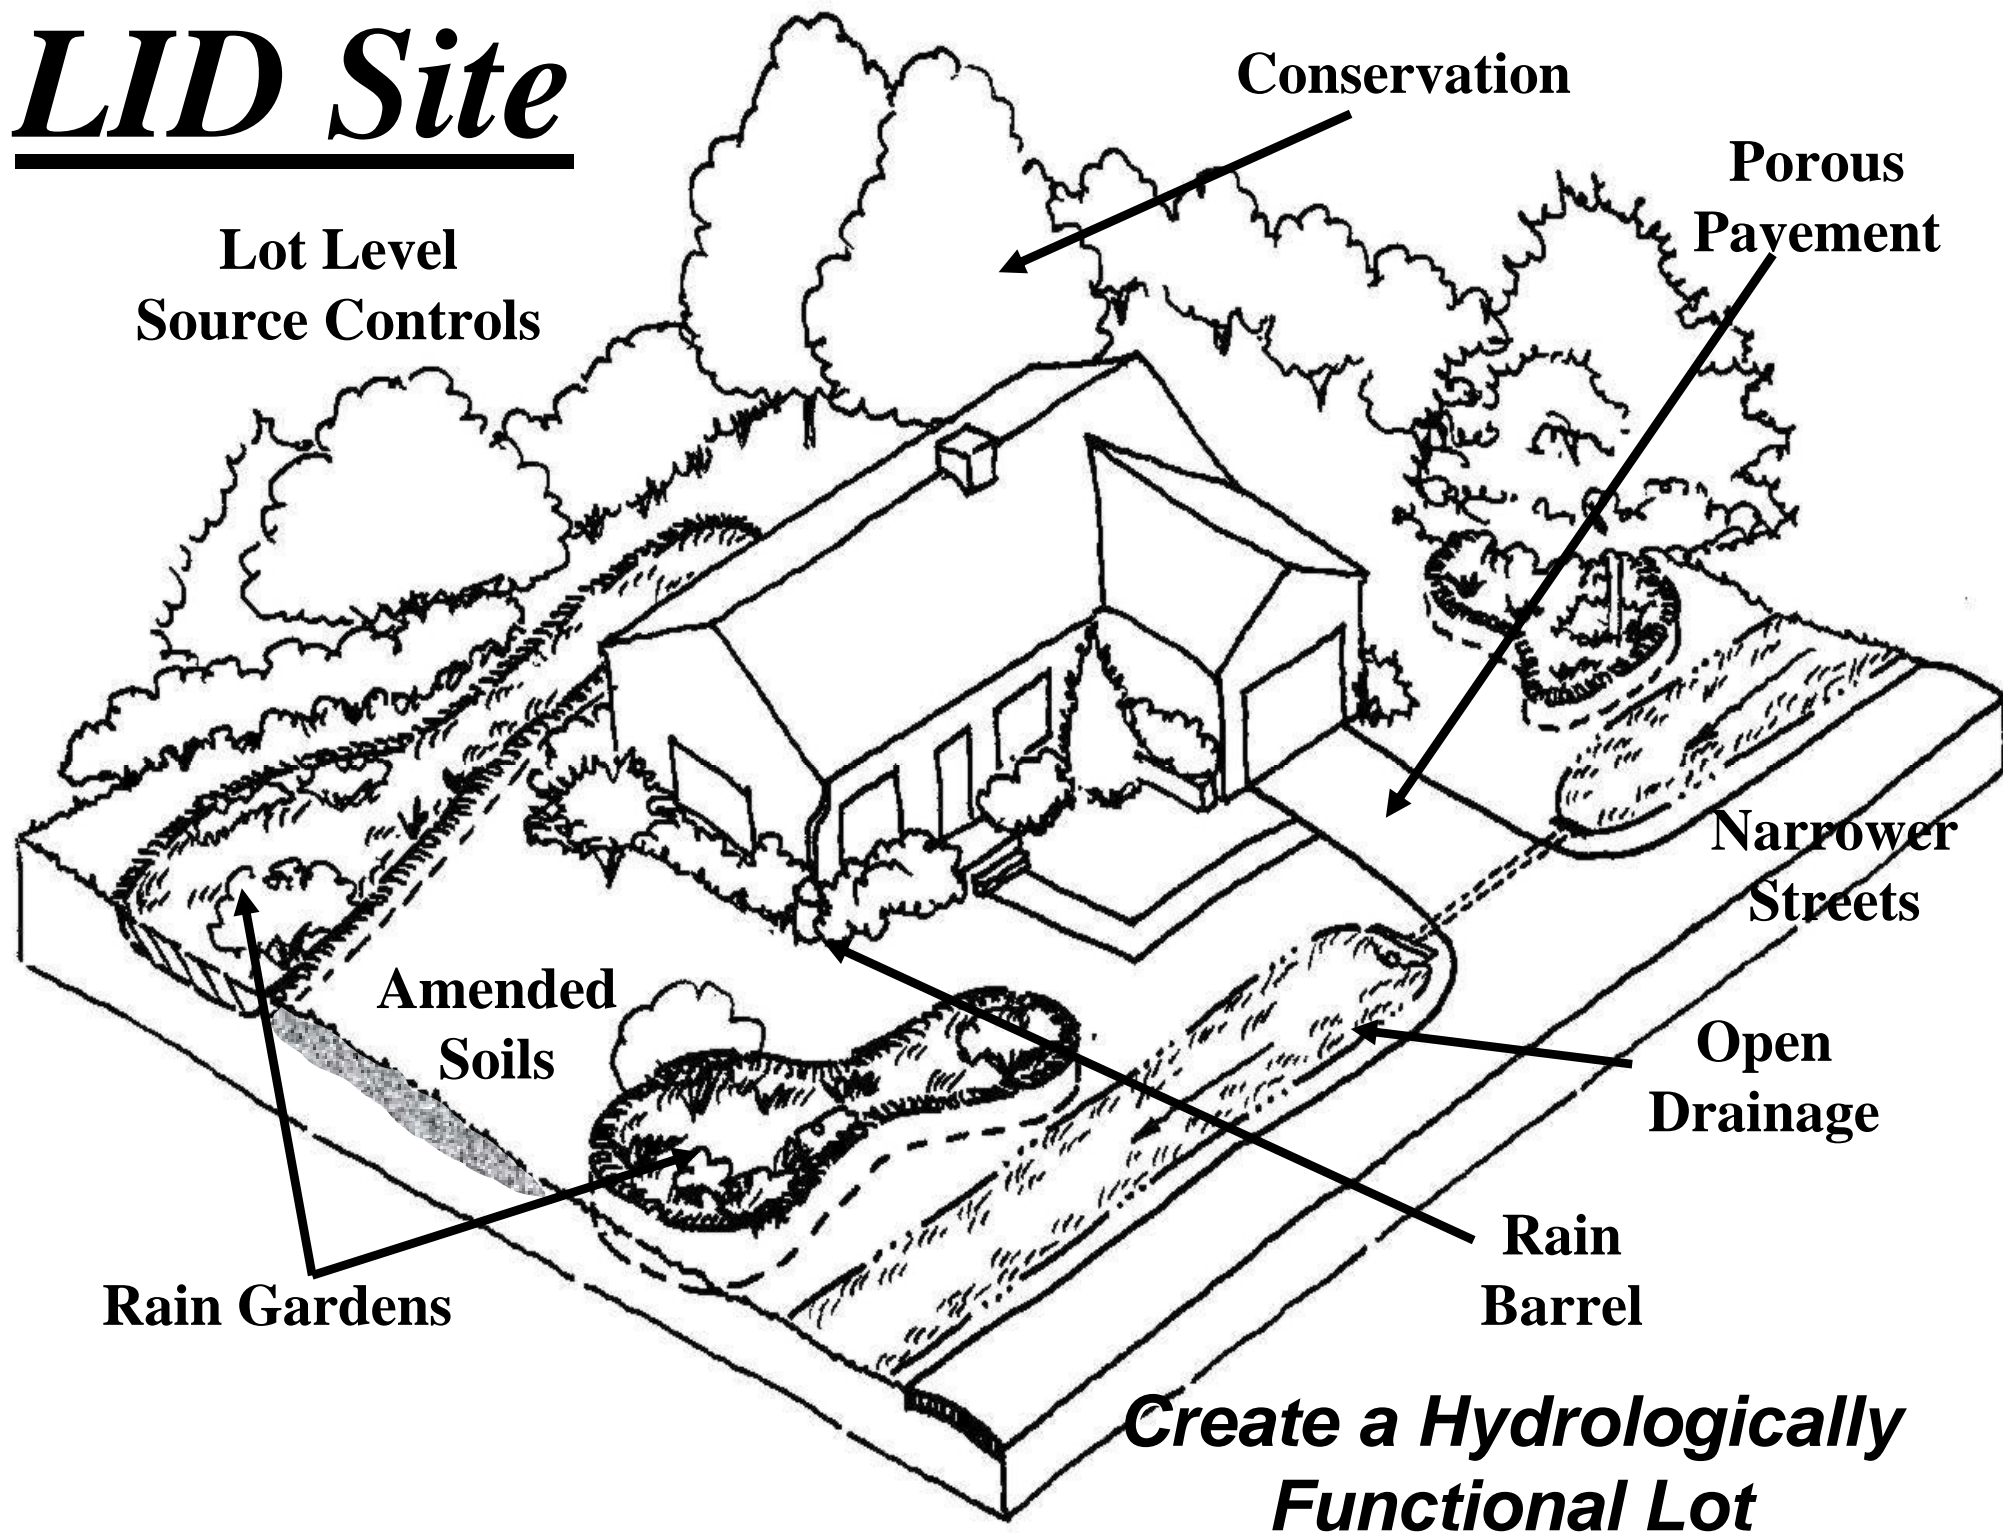 LID Site
Conservation
Porous
Pavement
Lot Level
Source Controls
Narrower
Streets
Amended
Soils
Open
Drainage
Rain
Barrel
Rain Gardens
Create a Hydrologically
Functional Lot